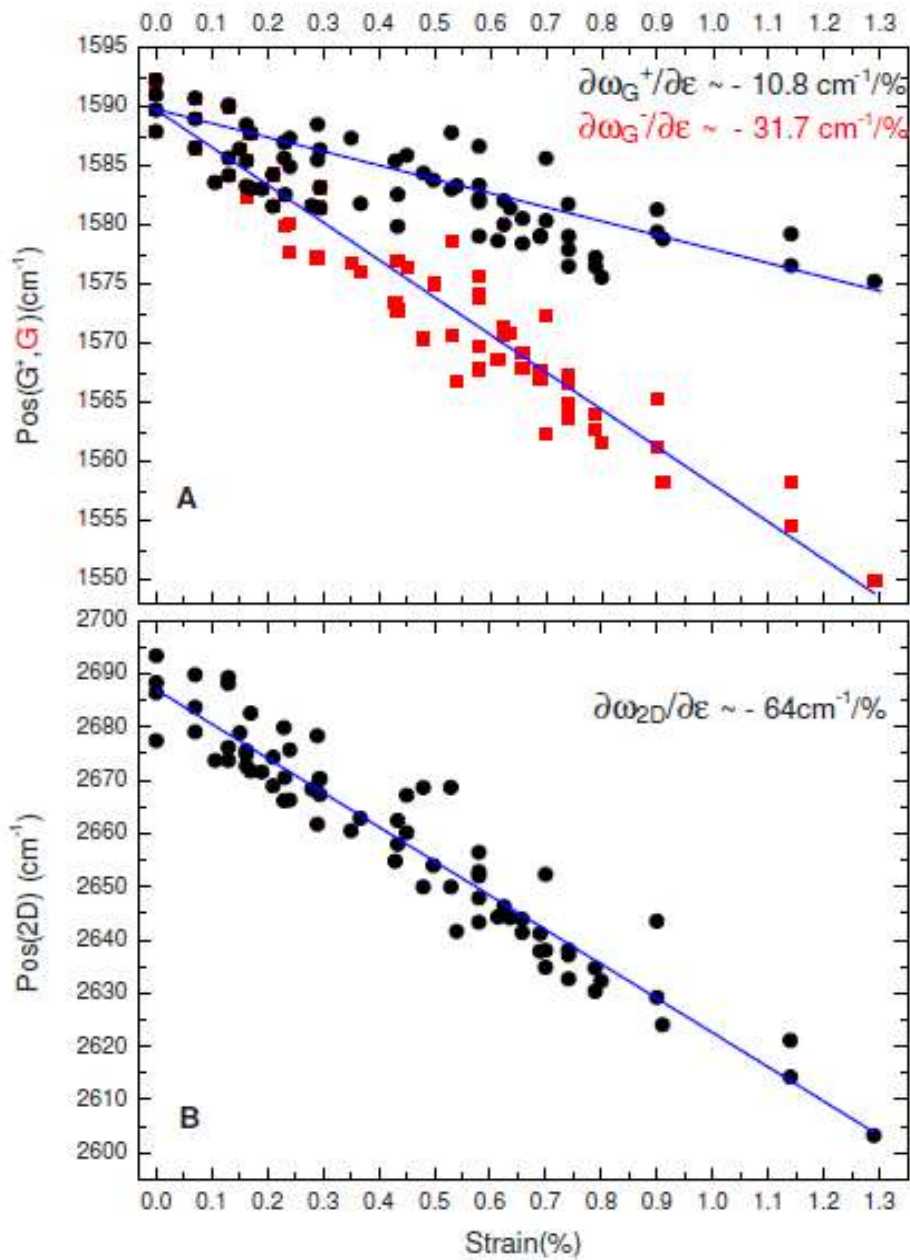 0.0 0.1 0.2 0.3 0.4 0.5 0.6 0.7 0.8 0.9 1.0 1.1 1.2 1.3
1595
1590
1585
1580
1575
1570
1565
1560
1555
1550
Pos(G⁺,G⁻)(cm⁻¹)
∂ω_G⁺/∂ε ~ - 10.8 cm⁻¹/%
∂ω_G⁻/∂ε ~ - 31.7 cm⁻¹/%
A
2700
2690
2680
2670
2660
2650
2640
2630
2620
2610
2600
Pos(2D) (cm⁻¹)
∂ω₂D/∂ε ~ - 64cm⁻¹/%
B
0.0 0.1 0.2 0.3 0.4 0.5 0.6 0.7 0.8 0.9 1.0 1.1 1.2 1.3
Strain(%)